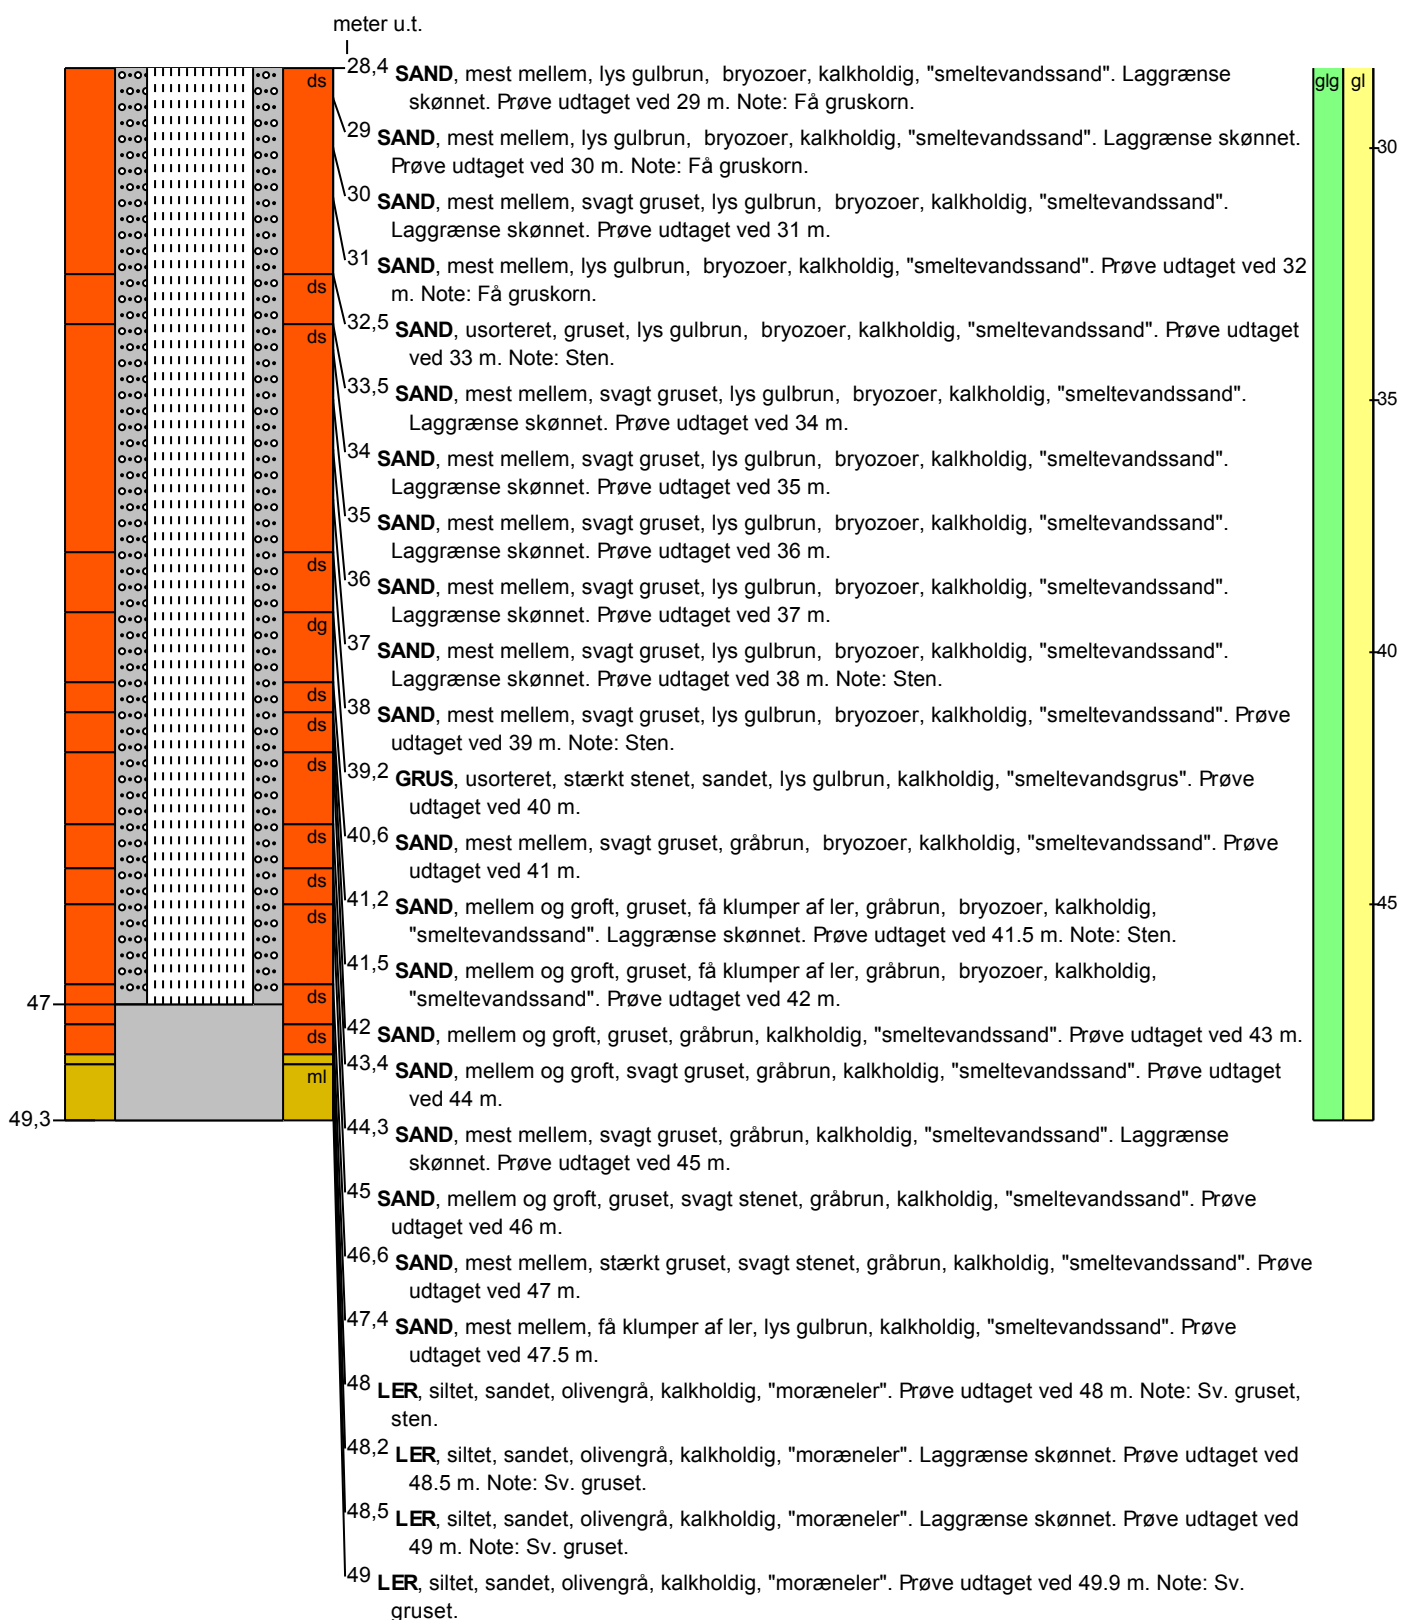 meter u.t.
28,4 SAND, mest mellem, lys gulbrun, bryozoer, kalkholdig, "smeltevandssand". Laggrænse
skønnet. Prøve udtaget ved 29 m. Note: Få gruskorn.
29 SAND, mest mellem, lys gulbrun, bryozoer, kalkholdig, "smeltevandssand". Laggrænse skønnet.
Prøve udtaget ved 30 m. Note: Få gruskorn.
30 SAND, mest mellem, svagt gruset, lys gulbrun, bryozoer, kalkholdig, "smeltevandssand".
Laggrænse skønnet. Prøve udtaget ved 31 m.
31 SAND, mest mellem, lys gulbrun, bryozoer, kalkholdig, "smeltevandssand". Prøve udtaget ved 32
m. Note: Få gruskorn.
32,5 SAND, usorteret, gruset, lys gulbrun, bryozoer, kalkholdig, "smeltevandssand". Prøve udtaget
ved 33 m. Note: Sten.
33,5 SAND, mest mellem, svagt gruset, lys gulbrun, bryozoer, kalkholdig, "smeltevandssand".
Laggrænse skønnet. Prøve udtaget ved 34 m.
34 SAND, mest mellem, svagt gruset, lys gulbrun, bryozoer, kalkholdig, "smeltevandssand".
Laggrænse skønnet. Prøve udtaget ved 35 m.
35 SAND, mest mellem, svagt gruset, lys gulbrun, bryozoer, kalkholdig, "smeltevandssand".
Laggrænse skønnet. Prøve udtaget ved 36 m.
36 SAND, mest mellem, svagt gruset, lys gulbrun, bryozoer, kalkholdig, "smeltevandssand".
Laggrænse skønnet. Prøve udtaget ved 37 m.
37 SAND, mest mellem, svagt gruset, lys gulbrun, bryozoer, kalkholdig, "smeltevandssand".
Laggrænse skønnet. Prøve udtaget ved 38 m. Note: Sten.
38 SAND, mest mellem, svagt gruset, lys gulbrun, bryozoer, kalkholdig, "smeltevandssand". Prøve
udtaget ved 39 m. Note: Sten.
39,2 GRUS, usorteret, stærkt stenet, sandet, lys gulbrun, kalkholdig, "smeltevandsgrus". Prøve
udtaget ved 40 m.
40,6 SAND, mest mellem, svagt gruset, gråbrun, bryozoer, kalkholdig, "smeltevandssand". Prøve
udtaget ved 41 m.
41,2 SAND, mellem og groft, gruset, få klumper af ler, gråbrun, bryozoer, kalkholdig,
"smeltevandssand". Laggrænse skønnet. Prøve udtaget ved 41.5 m. Note: Sten.
41,5 SAND, mellem og groft, gruset, få klumper af ler, gråbrun, bryozoer, kalkholdig,
"smeltevandssand". Prøve udtaget ved 42 m.
42 SAND, mellem og groft, gruset, gråbrun, kalkholdig, "smeltevandssand". Prøve udtaget ved 43 m.
43,4 SAND, mellem og groft, svagt gruset, gråbrun, kalkholdig, "smeltevandssand". Prøve udtaget
ved 44 m.
44,3 SAND, mest mellem, svagt gruset, gråbrun, kalkholdig, "smeltevandssand". Laggrænse
skønnet. Prøve udtaget ved 45 m.
45 SAND, mellem og groft, gruset, svagt stenet, gråbrun, kalkholdig, "smeltevandssand". Prøve
udtaget ved 46 m.
46,6 SAND, mest mellem, stærkt gruset, svagt stenet, gråbrun, kalkholdig, "smeltevandssand". Prøve
udtaget ved 47 m.
47,4 SAND, mest mellem, få klumper af ler, lys gulbrun, kalkholdig, "smeltevandssand". Prøve
udtaget ved 47.5 m.
48 LER, siltet, sandet, olivengrå, kalkholdig, "moræneler". Prøve udtaget ved 48 m. Note: Sv. gruset,
sten.
48,2 LER, siltet, sandet, olivengrå, kalkholdig, "moræneler". Laggrænse skønnet. Prøve udtaget ved
48.5 m. Note: Sv. gruset.
48,5 LER, siltet, sandet, olivengrå, kalkholdig, "moræneler". Laggrænse skønnet. Prøve udtaget ved
49 m. Note: Sv. gruset.
49 LER, siltet, sandet, olivengrå, kalkholdig, "moræneler". Prøve udtaget ved 49.9 m. Note: Sv.
gruset.
ds
ds
ds
ds
dg
ds
ds
ds
ds
ds
ds
ds
ds
ml
47
49,3
glg gl
30
35
40
45